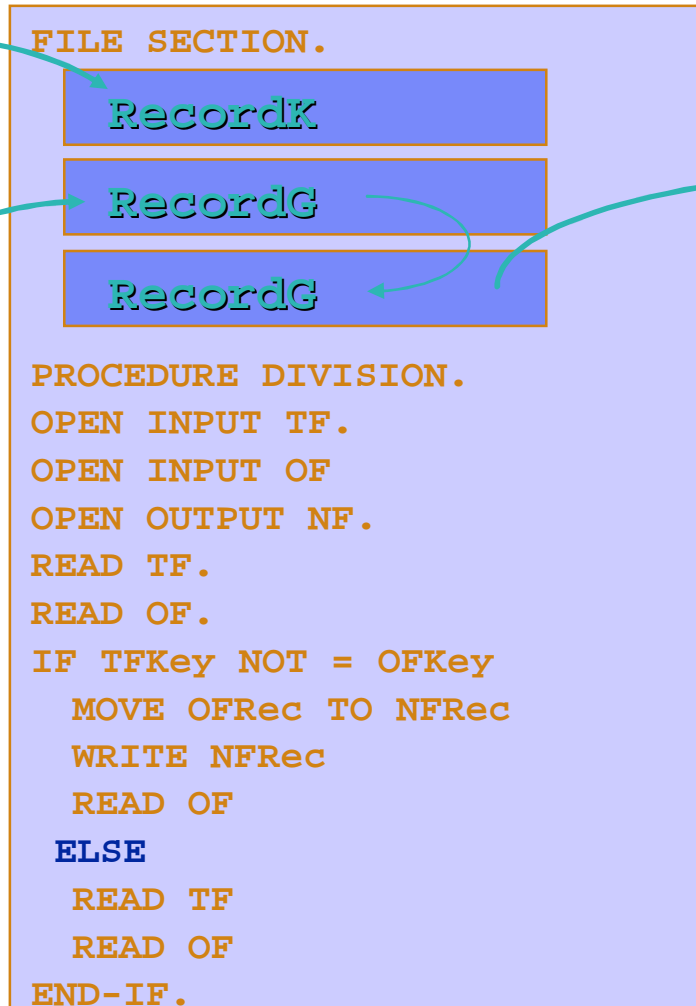 FILE SECTION.
RecordK
RecordG
RecordG
PROCEDURE DIVISION.
OPEN INPUT TF.
OPEN INPUT OF
OPEN OUTPUT NF.
READ TF.
READ OF.
IF TFKey NOT = OFKey
MOVE OFRec TO NFRec
WRITE NFRec
READ OF
ELSE
READ TF
READ OF
END-IF.